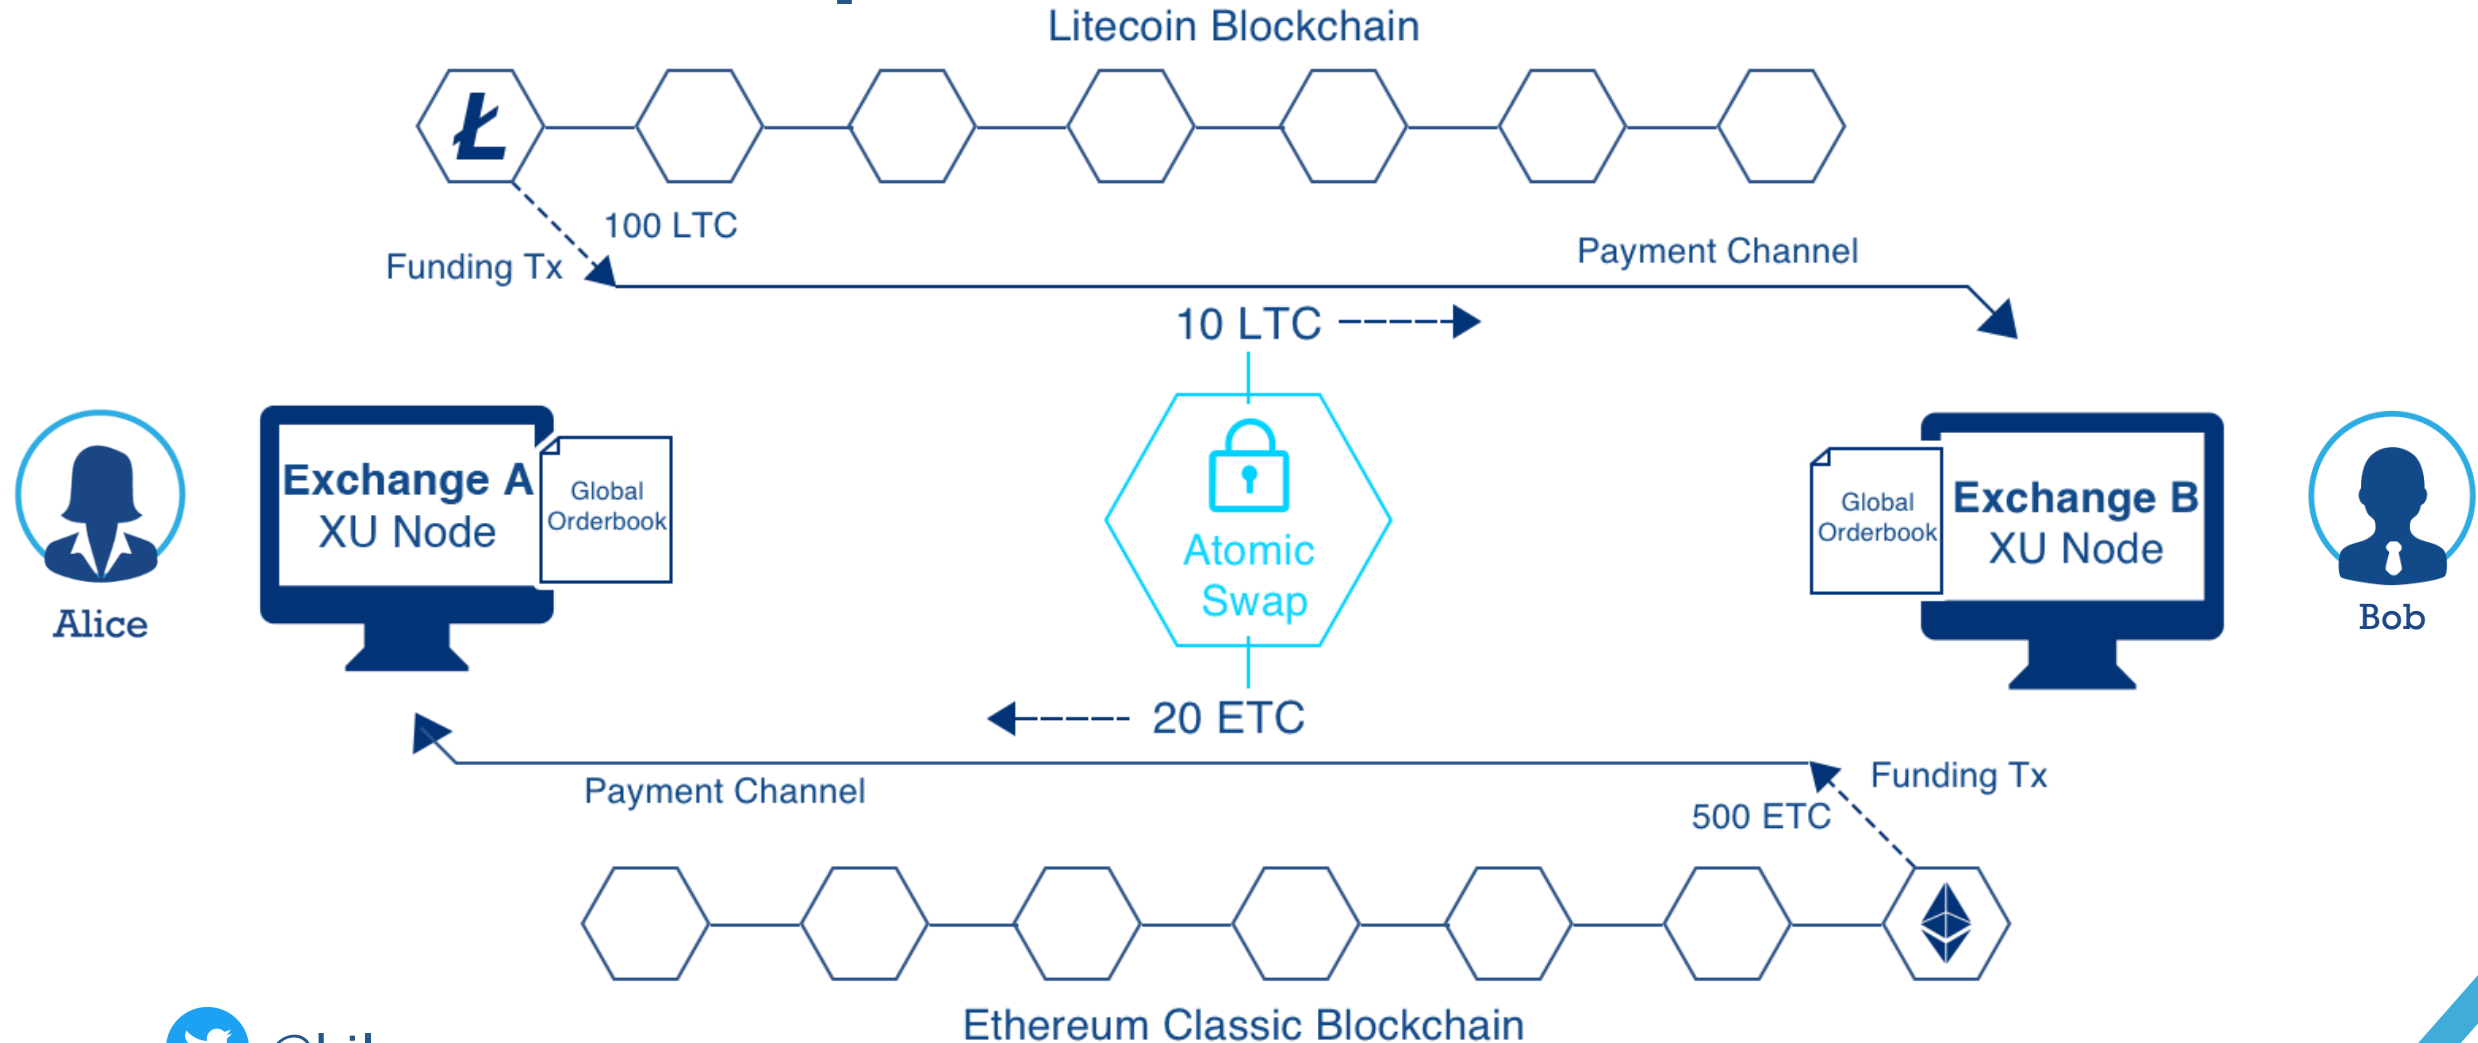 Litecoin Blockchain
100 LTC
Funding Tx
Payment Channel
10 LTC
Exchange A
XU Node
Global
Orderbook
Alice
Atomic
Swap
Global
Orderbook
Exchange B
XU Node
Bob
20 ETC
Payment Channel
Funding Tx
500 ETC
Ethereum Classic Blockchain